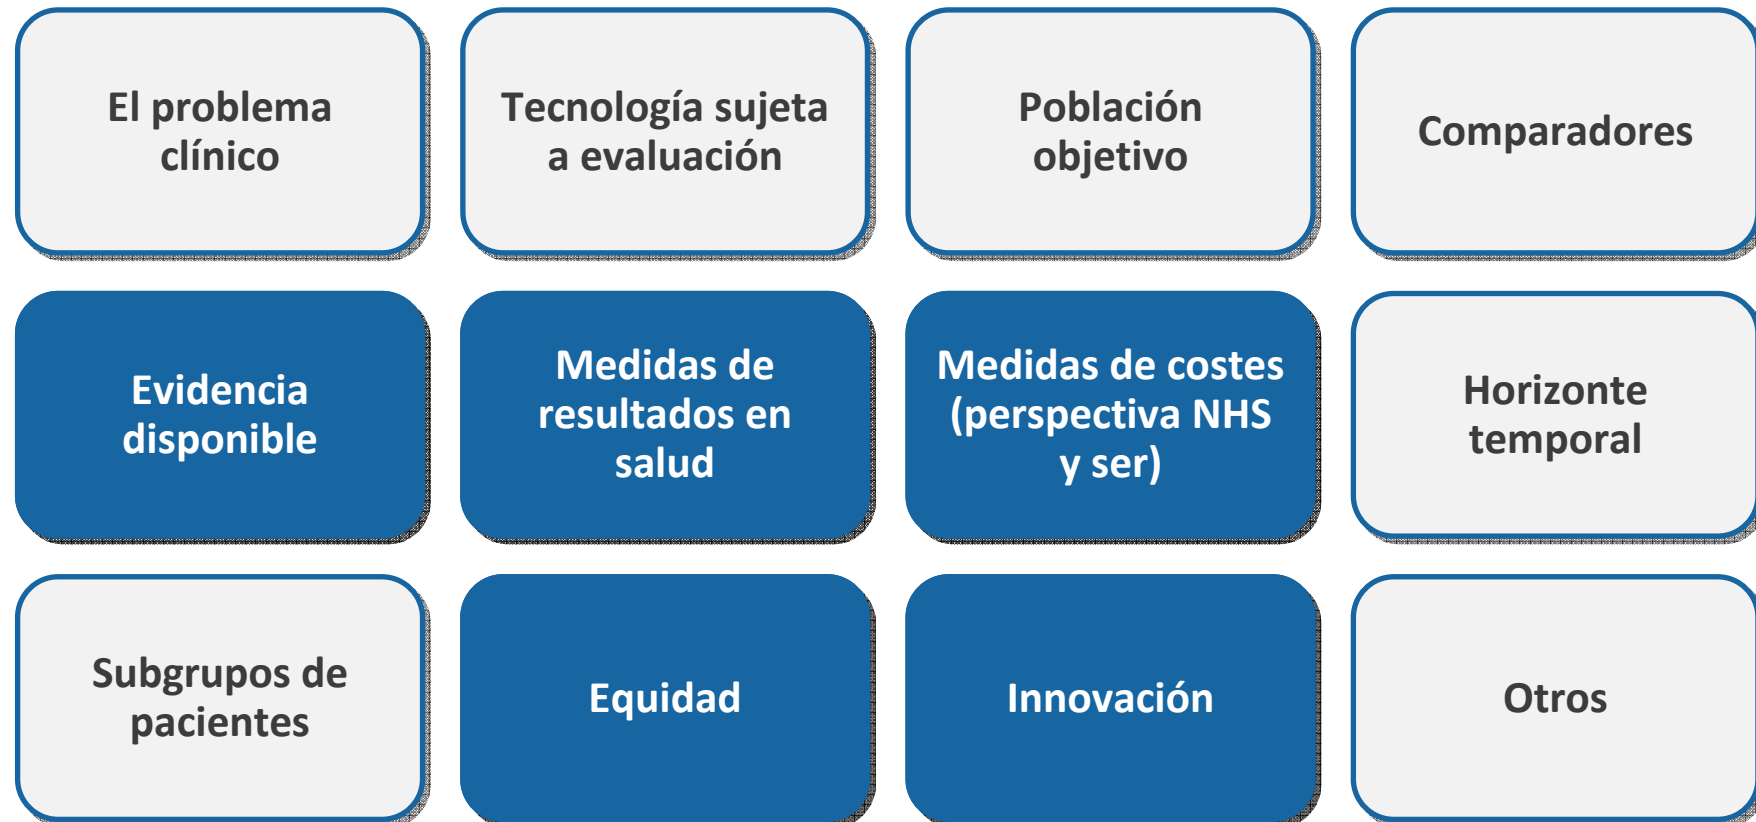 El problema
clínico
Tecnología sujeta
a evaluación
Población
objetivo
Comparadores
Evidencia
disponible
Medidas de
resultados en
salud
Medidas de costes
(perspectiva NHS
y ser)
Horizonte
temporal
Subgrupos de
pacientes
Equidad
Innovación
Otros